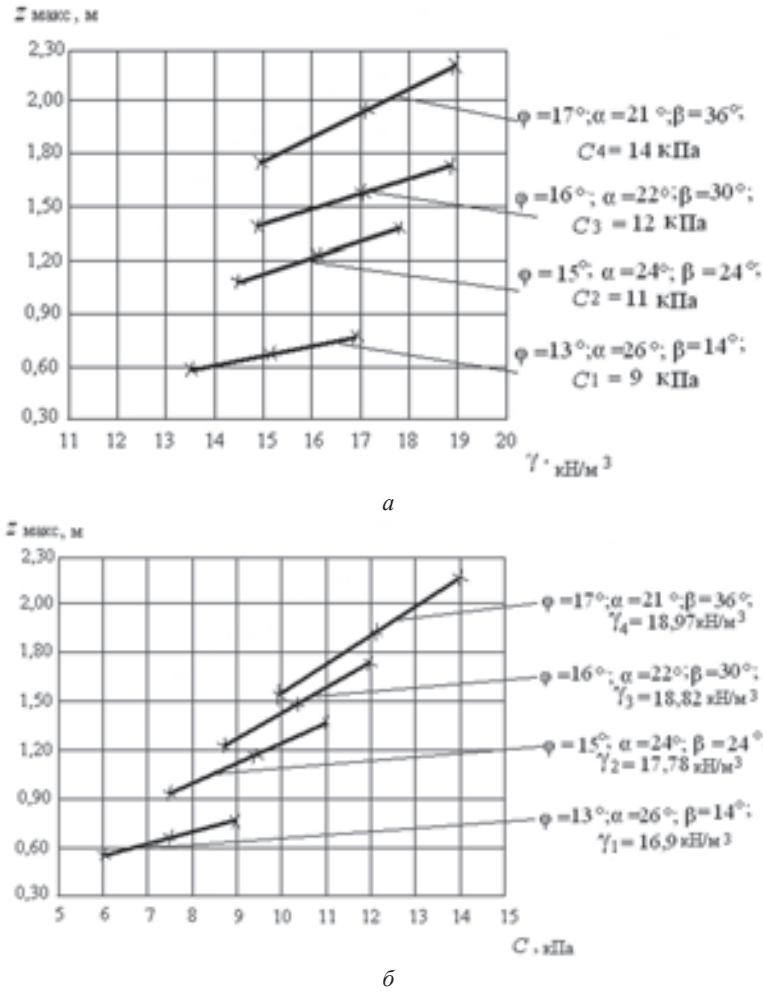 z макс, м
2,30
2,00
1,80
1,50
1,20
0,90
0,60
0,30
11 12 13 14 15 16 17 18 19 20
γ, кН/м³
φ=17°;α=21°;β=36°;
C4=14 кПа
φ=16°; α=22°;β=30°;
C3 = 12 кПа
φ=15°; α=24°; β=24°;
C2=11 кПа
φ=13°;α=26°; β=14°;
C1 = 9 кПа
а
z макс, м
2,30
2,00
1,80
1,50
1,20
0,90
0,60
0,30
5 6 7 8 9 10 11 12 13 14 15
C, кПа
φ=17°;α=21°;β=36°;
γ4=18,97кН/м³
φ=16°; α=22°;β=30°;
γ3=18,82 кН/м³
φ=15°; α=24°; β=24°
γ2=17,78 кН/м³
φ=13°;α=26°; β=14°;
γ1=16,9 кН/м³
б